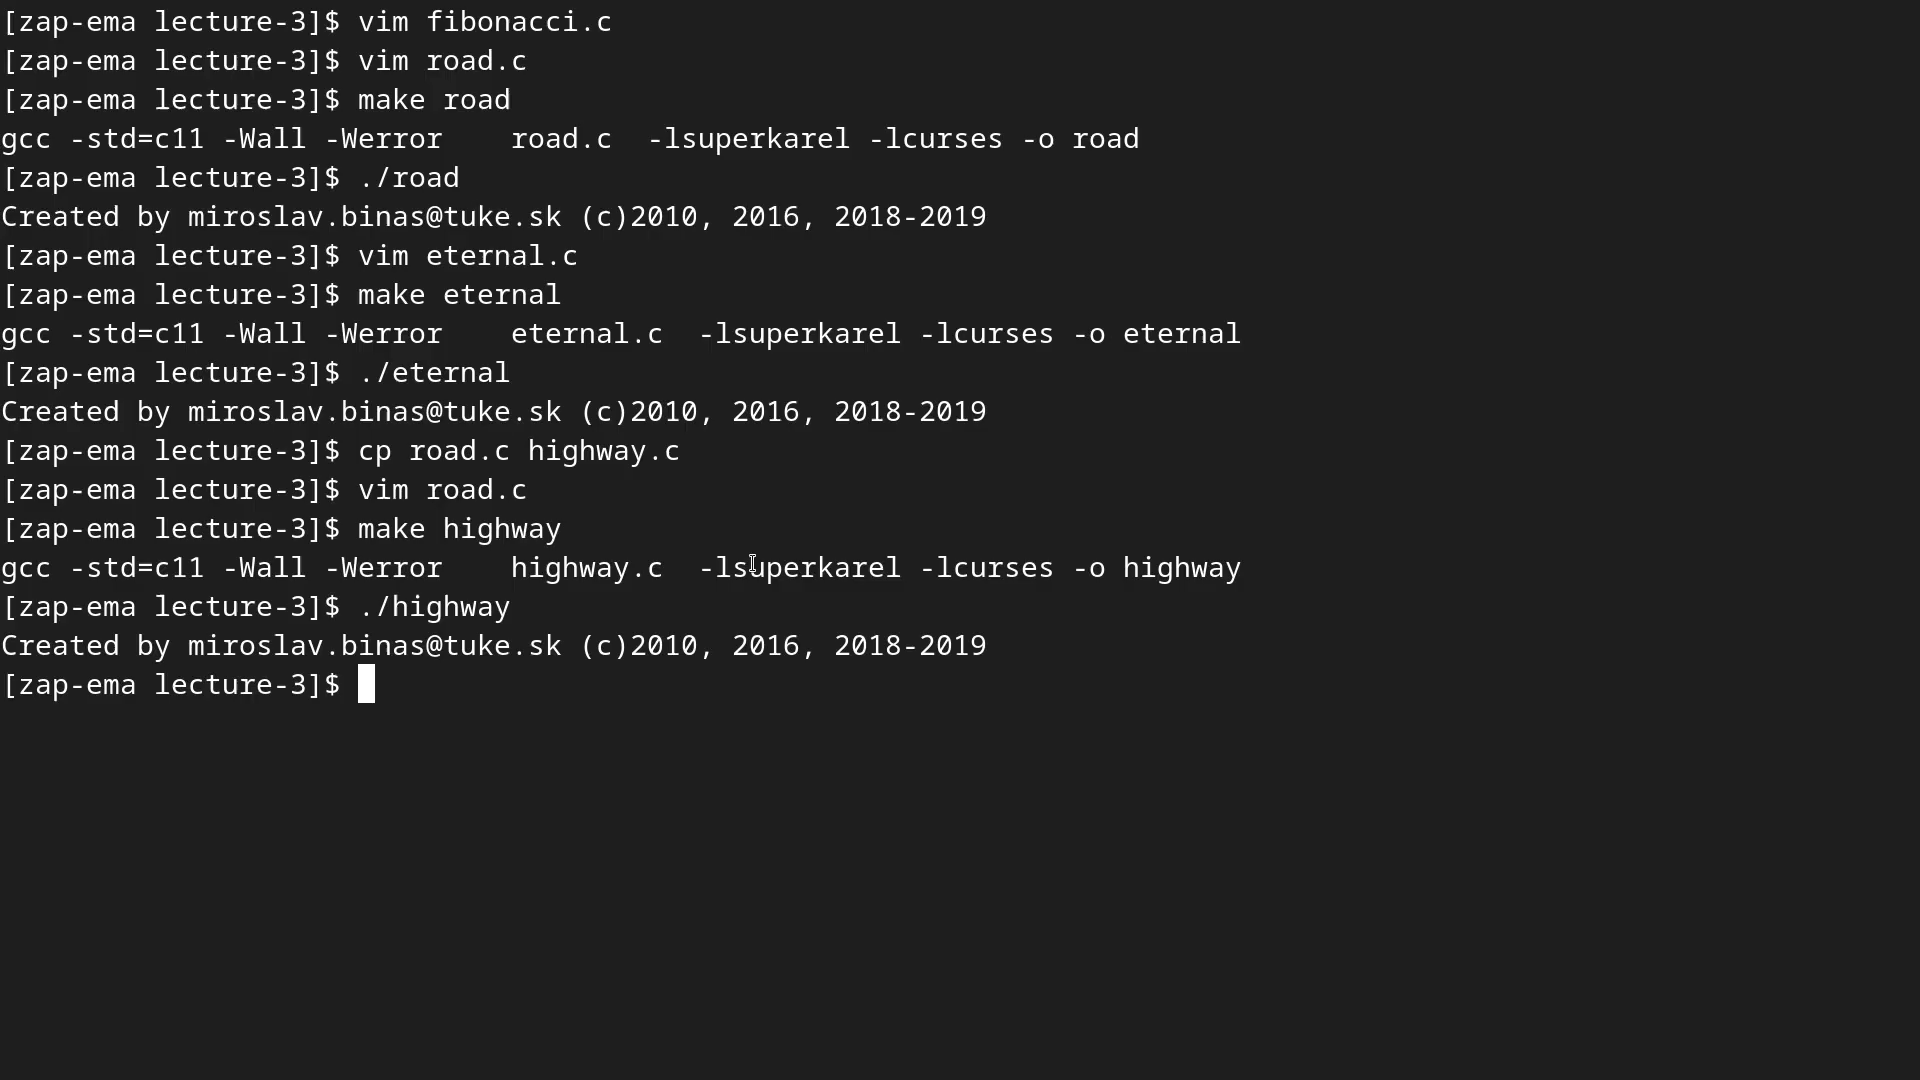 [zap-ema lecture-3]$ vim fibonacci.c
[zap-ema lecture-3]$ vim road.c
[zap-ema lecture-3]$ make road
gcc -std=c11 -Wall -Werror    road.c  -lsuperkarel -lcurses -o road
[zap-ema lecture-3]$ ./road
Created by miroslav.binas@tuke.sk (c)2010, 2016, 2018-2019
[zap-ema lecture-3]$ vim eternal.c
[zap-ema lecture-3]$ make eternal
gcc -std=c11 -Wall -Werror    eternal.c  -lsuperkarel -lcurses -o eternal
[zap-ema lecture-3]$ ./eternal
Created by miroslav.binas@tuke.sk (c)2010, 2016, 2018-2019
[zap-ema lecture-3]$ cp road.c highway.c
[zap-ema lecture-3]$ vim road.c
[zap-ema lecture-3]$ make highway
gcc -std=c11 -Wall -Werror    highway.c  -lsuperkarel -lcurses -o highway
[zap-ema lecture-3]$ ./highway
Created by miroslav.binas@tuke.sk (c)2010, 2016, 2018-2019
[zap-ema lecture-3]$